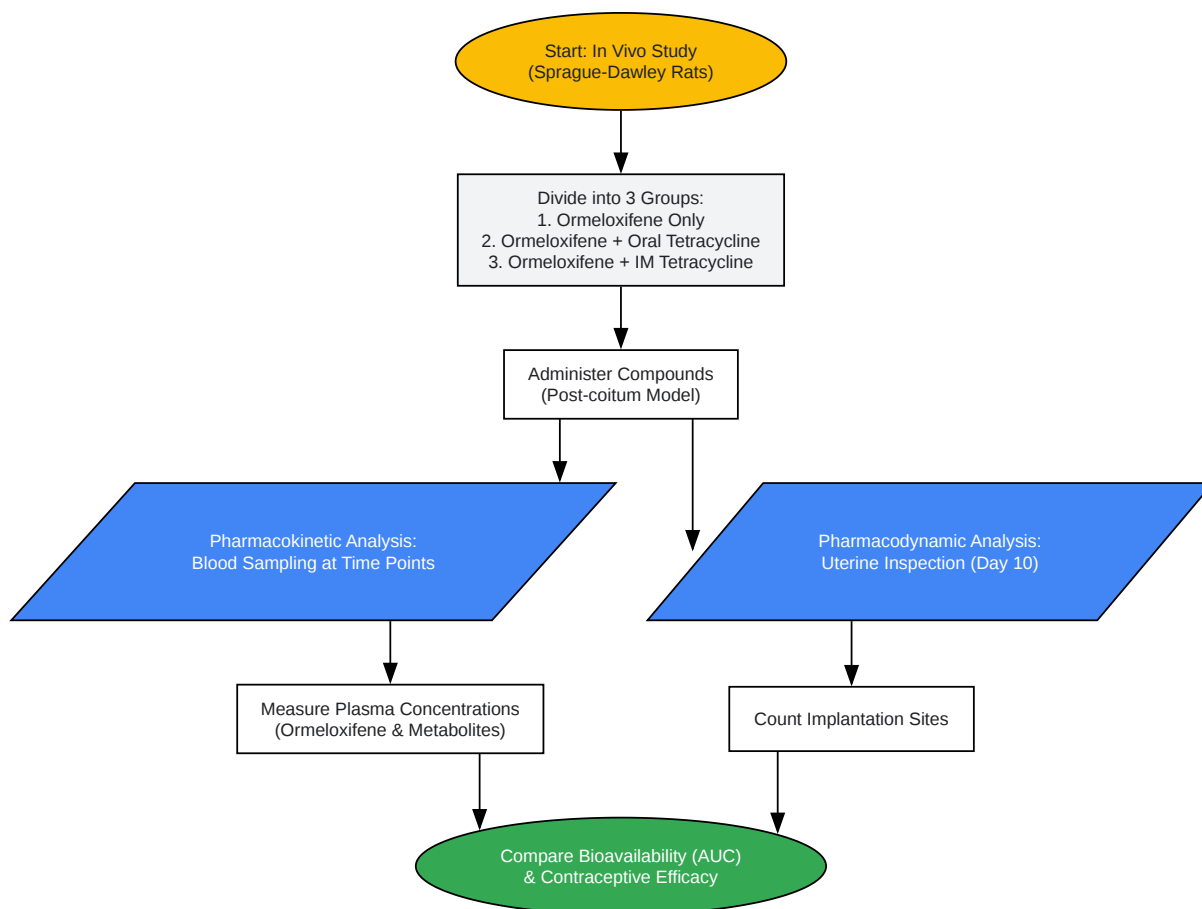 Start: In Vivo Study
(Sprague-Dawley Rats)
Divide into 3 Groups:
1. Ormeloxifene Only
2. Ormeloxifene + Oral Tetracycline
3. Ormeloxifene + IM Tetracycline
Administer Compounds
(Post-coitum Model)
Pharmacokinetic Analysis:
Blood Sampling at Time Points
Pharmacodynamic Analysis:
Uterine Inspection (Day 10)
Measure Plasma Concentrations
(Ormeloxifene & Metabolites)
Count Implantation Sites
Compare Bioavailability (AUC)
& Contraceptive Efficacy